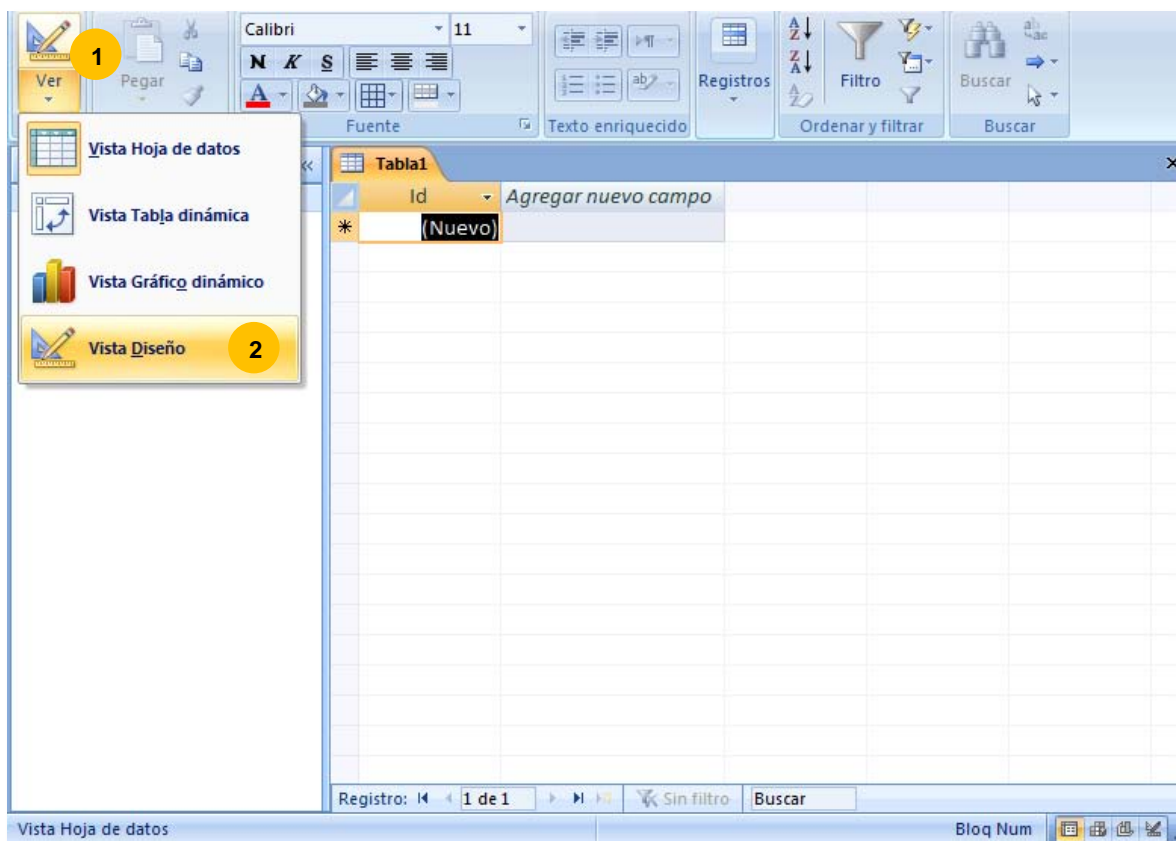 Calibri 11
1
N K S
Ver
Pegar
Registros
Filtro
Buscar
Fuente
Texto enriquecido
Ordenar y filtrar
Buscar
Vista Hoja de datos
Vista Tabla dinámica
Vista Gráfico dinámico
Vista Diseño 2
Tabla1
Id Agregar nuevo campo
(Nuevo)
Registro: 1 de 1 Sin filtro Buscar
Vista Hoja de datos
Bloq Num